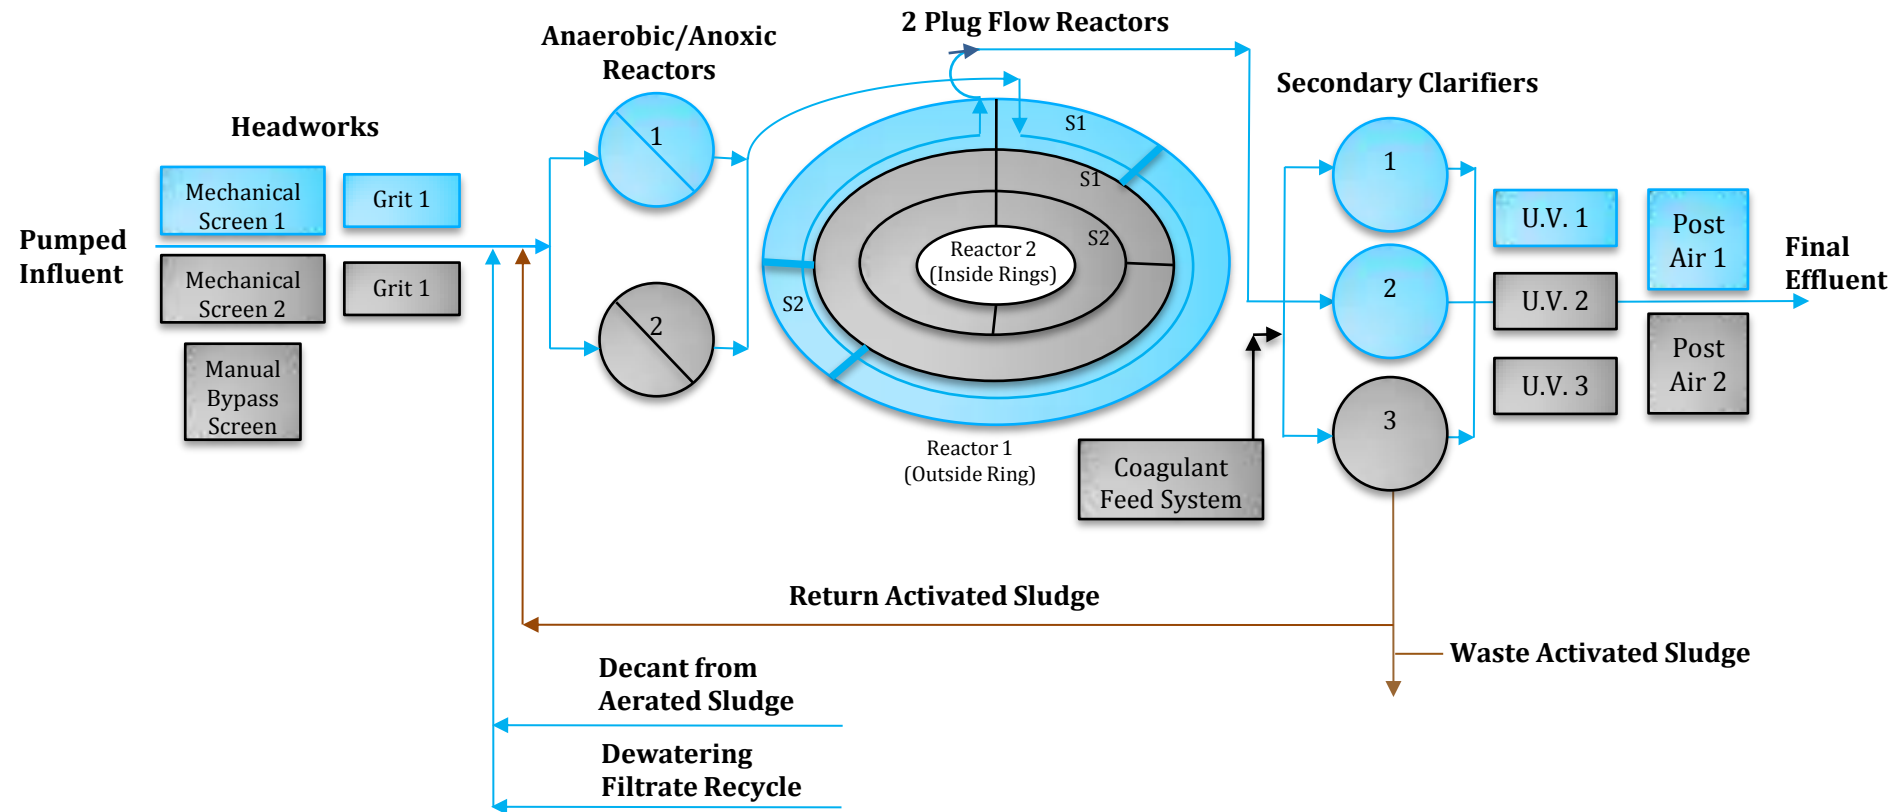 2 Plug Flow Reactors
Anaerobic/Anoxic
Reactors
Secondary Clarifiers
Headworks
Mechanical
Screen 1
Grit 1
Pumped
Influent
Mechanical
Screen 2
Grit 1
Manual
Bypass
Screen
1
2
S1
S1
S2
S2
Reactor 2
(Inside Rings)
Reactor 1
(Outside Ring)
Coagulant
Feed System
1
2
3
U.V. 1
U.V. 2
U.V. 3
Post
Air 1
Post
Air 2
Final
Effluent
Return Activated Sludge
Waste Activated Sludge
Decant from
Aerated Sludge
Dewatering
Filtrate Recycle